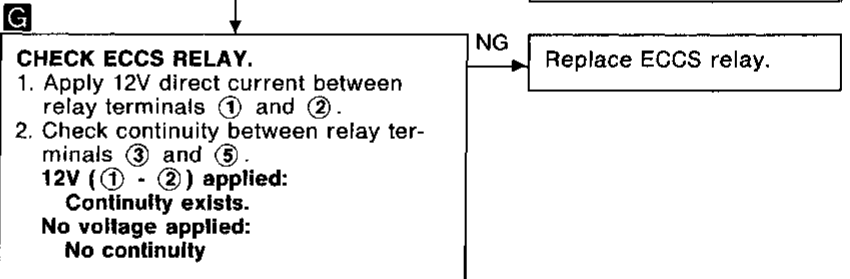 G
CHECK ECCS RELAY.
1. Apply 12V direct current between
relay terminals ① and ②.
2. Check continuity between relay ter-
minals ③ and ⑤.
12V (① - ②) applied:
Continuity exists.
No voltage applied:
No continuity
NG
Replace ECCS relay.